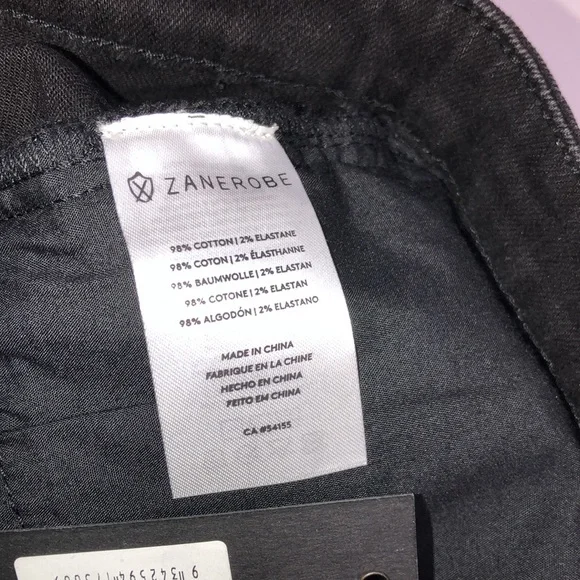 ZANEROBE
98% COTTON | 2% ELASTANE
98% COTON | 2% ÉLASTHANNE
98% BAUMWOLLE | 2% ELASTAN
98% COTONE | 2% ELASTAN
98% ALGODÓN | 2% ELASTANO
MADE IN CHINA
FABRIQUE EN LA CHINE
HECHO EN CHINA
FEITO EM CHINA
CA #54155